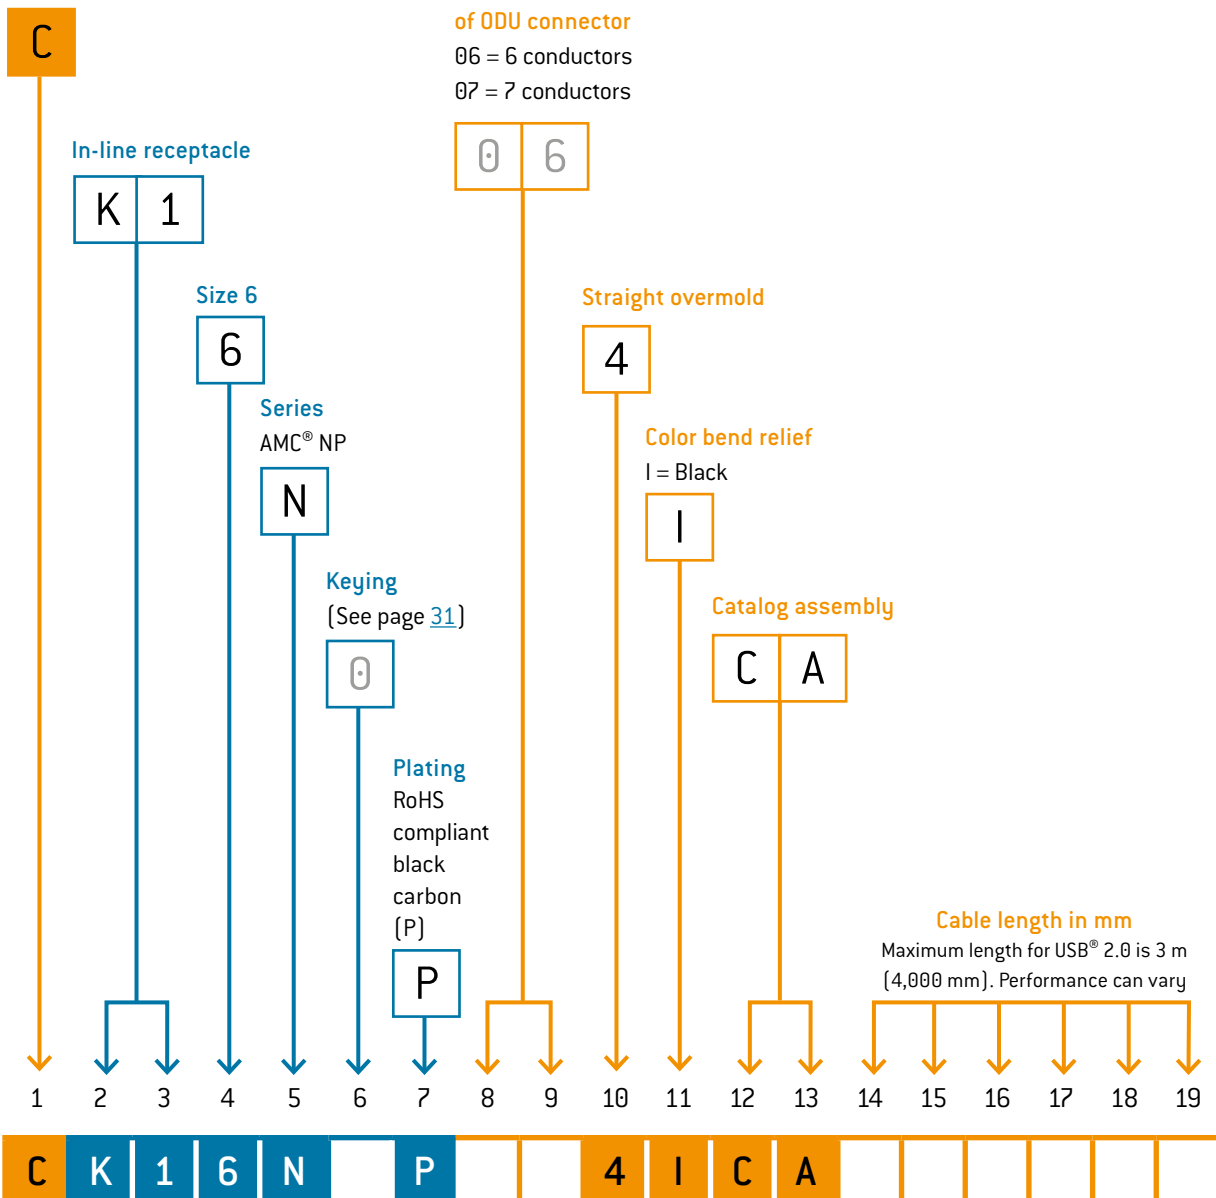 C
of ODU connector
06 = 6 conductors
07 = 7 conductors
0 6
In-line receptacle
K 1
Size 6
6
Straight overmold
4
Series
AMC® NP
N
Color bend relief
I = Black
I
Keying
(See page 31)
0
Catalog assembly
C A
Plating
RoHS
compliant
black
carbon
(P)
P
Cable length in mm
Maximum length for USB® 2.0 is 3 m
(4,000 mm). Performance can vary
1 2 3 4 5 6 7 8 9 10 11 12 13 14 15 16 17 18 19
C K 1 6 N P 4 I C A